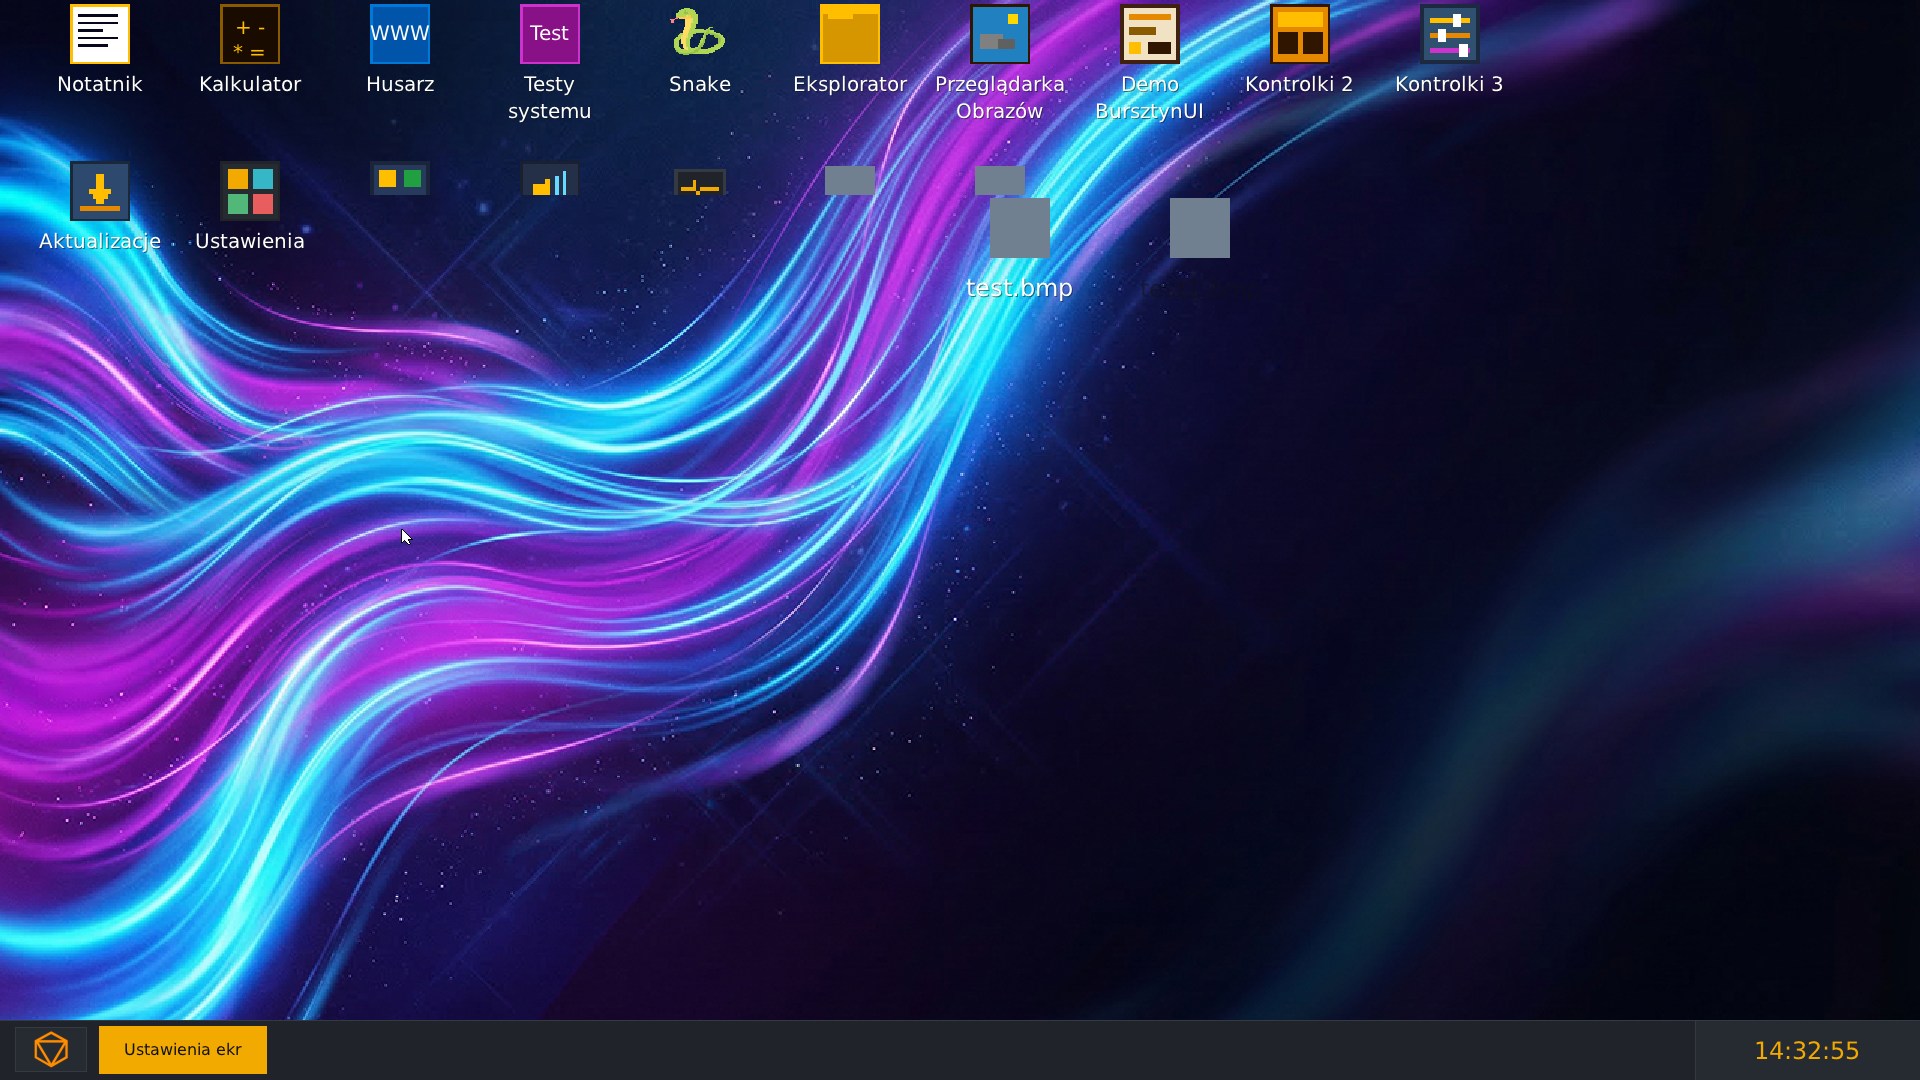 + -
* =
WWW
Test
Notatnik
Kalkulator
Husarz
Testy
systemu
Snake
Eksplorator
Przeglądarka
Obrazów
Demo
BursztynUI
Kontrolki 2
Kontrolki 3
Aktualizacje
Ustawienia
test.bmp
Ustawienia ekr
14:32:55